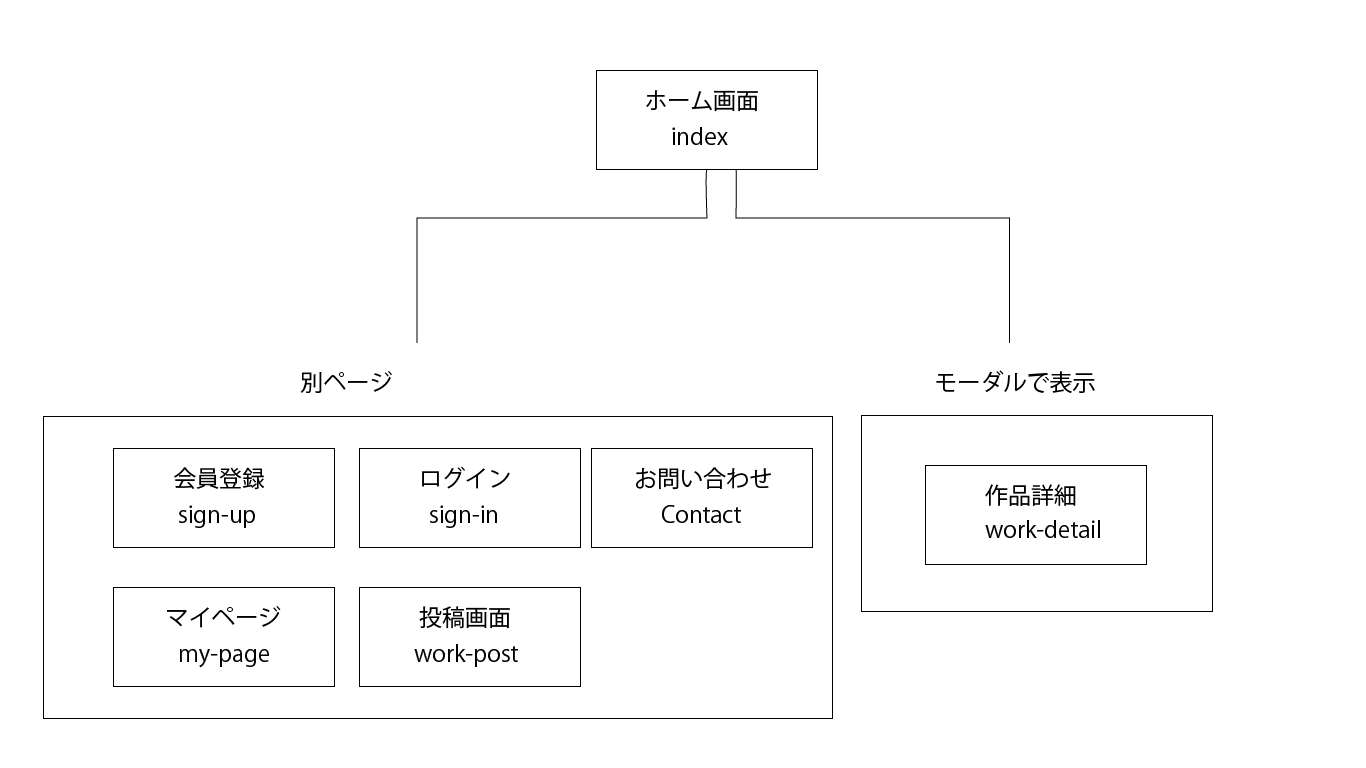 ホーム画面
index
別ページ
モーダルで表示
会員登録
sign-up
ログイン
sign-in
お問い合わせ
Contact
作品詳細
work-detail
マイページ
my-page
投稿画面
work-post